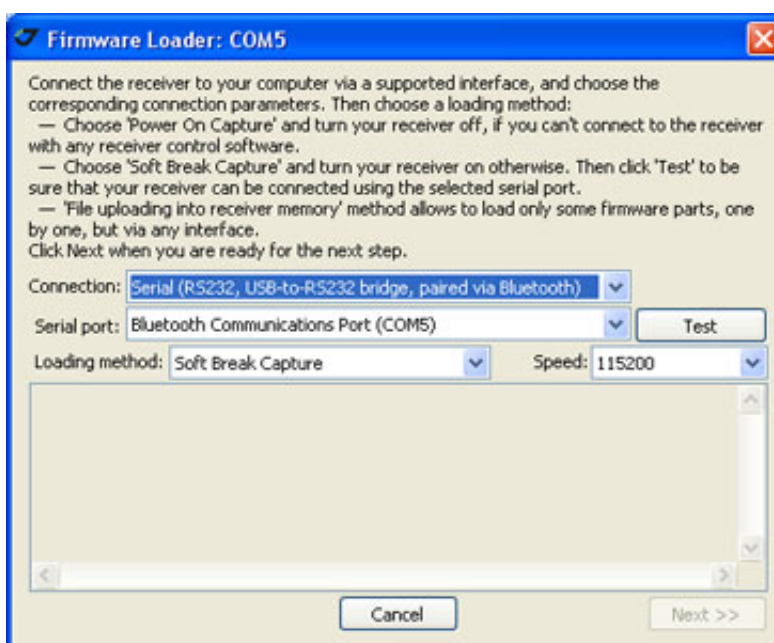 Firmware Loader: COM5
Connect the receiver to your computer via a supported interface, and choose the
corresponding connection parameters. Then choose a loading method:
— Choose 'Power On Capture' and turn your receiver off, if you can't connect to the receiver
with any receiver control software.
— Choose 'Soft Break Capture' and turn your receiver on otherwise. Then click 'Test' to be
sure that your receiver can be connected using the selected serial port.
— 'File uploading into receiver memory' method allows to load only some firmware parts, one
by one, but via any interface.
Click Next when you are ready for the next step.
Connection: Serial (RS232, USB-to-RS232 bridge, paired via Bluetooth)
Serial port: Bluetooth Communications Port (COM5) Test
Loading method: Soft Break Capture Speed: 115200
Cancel Next >>